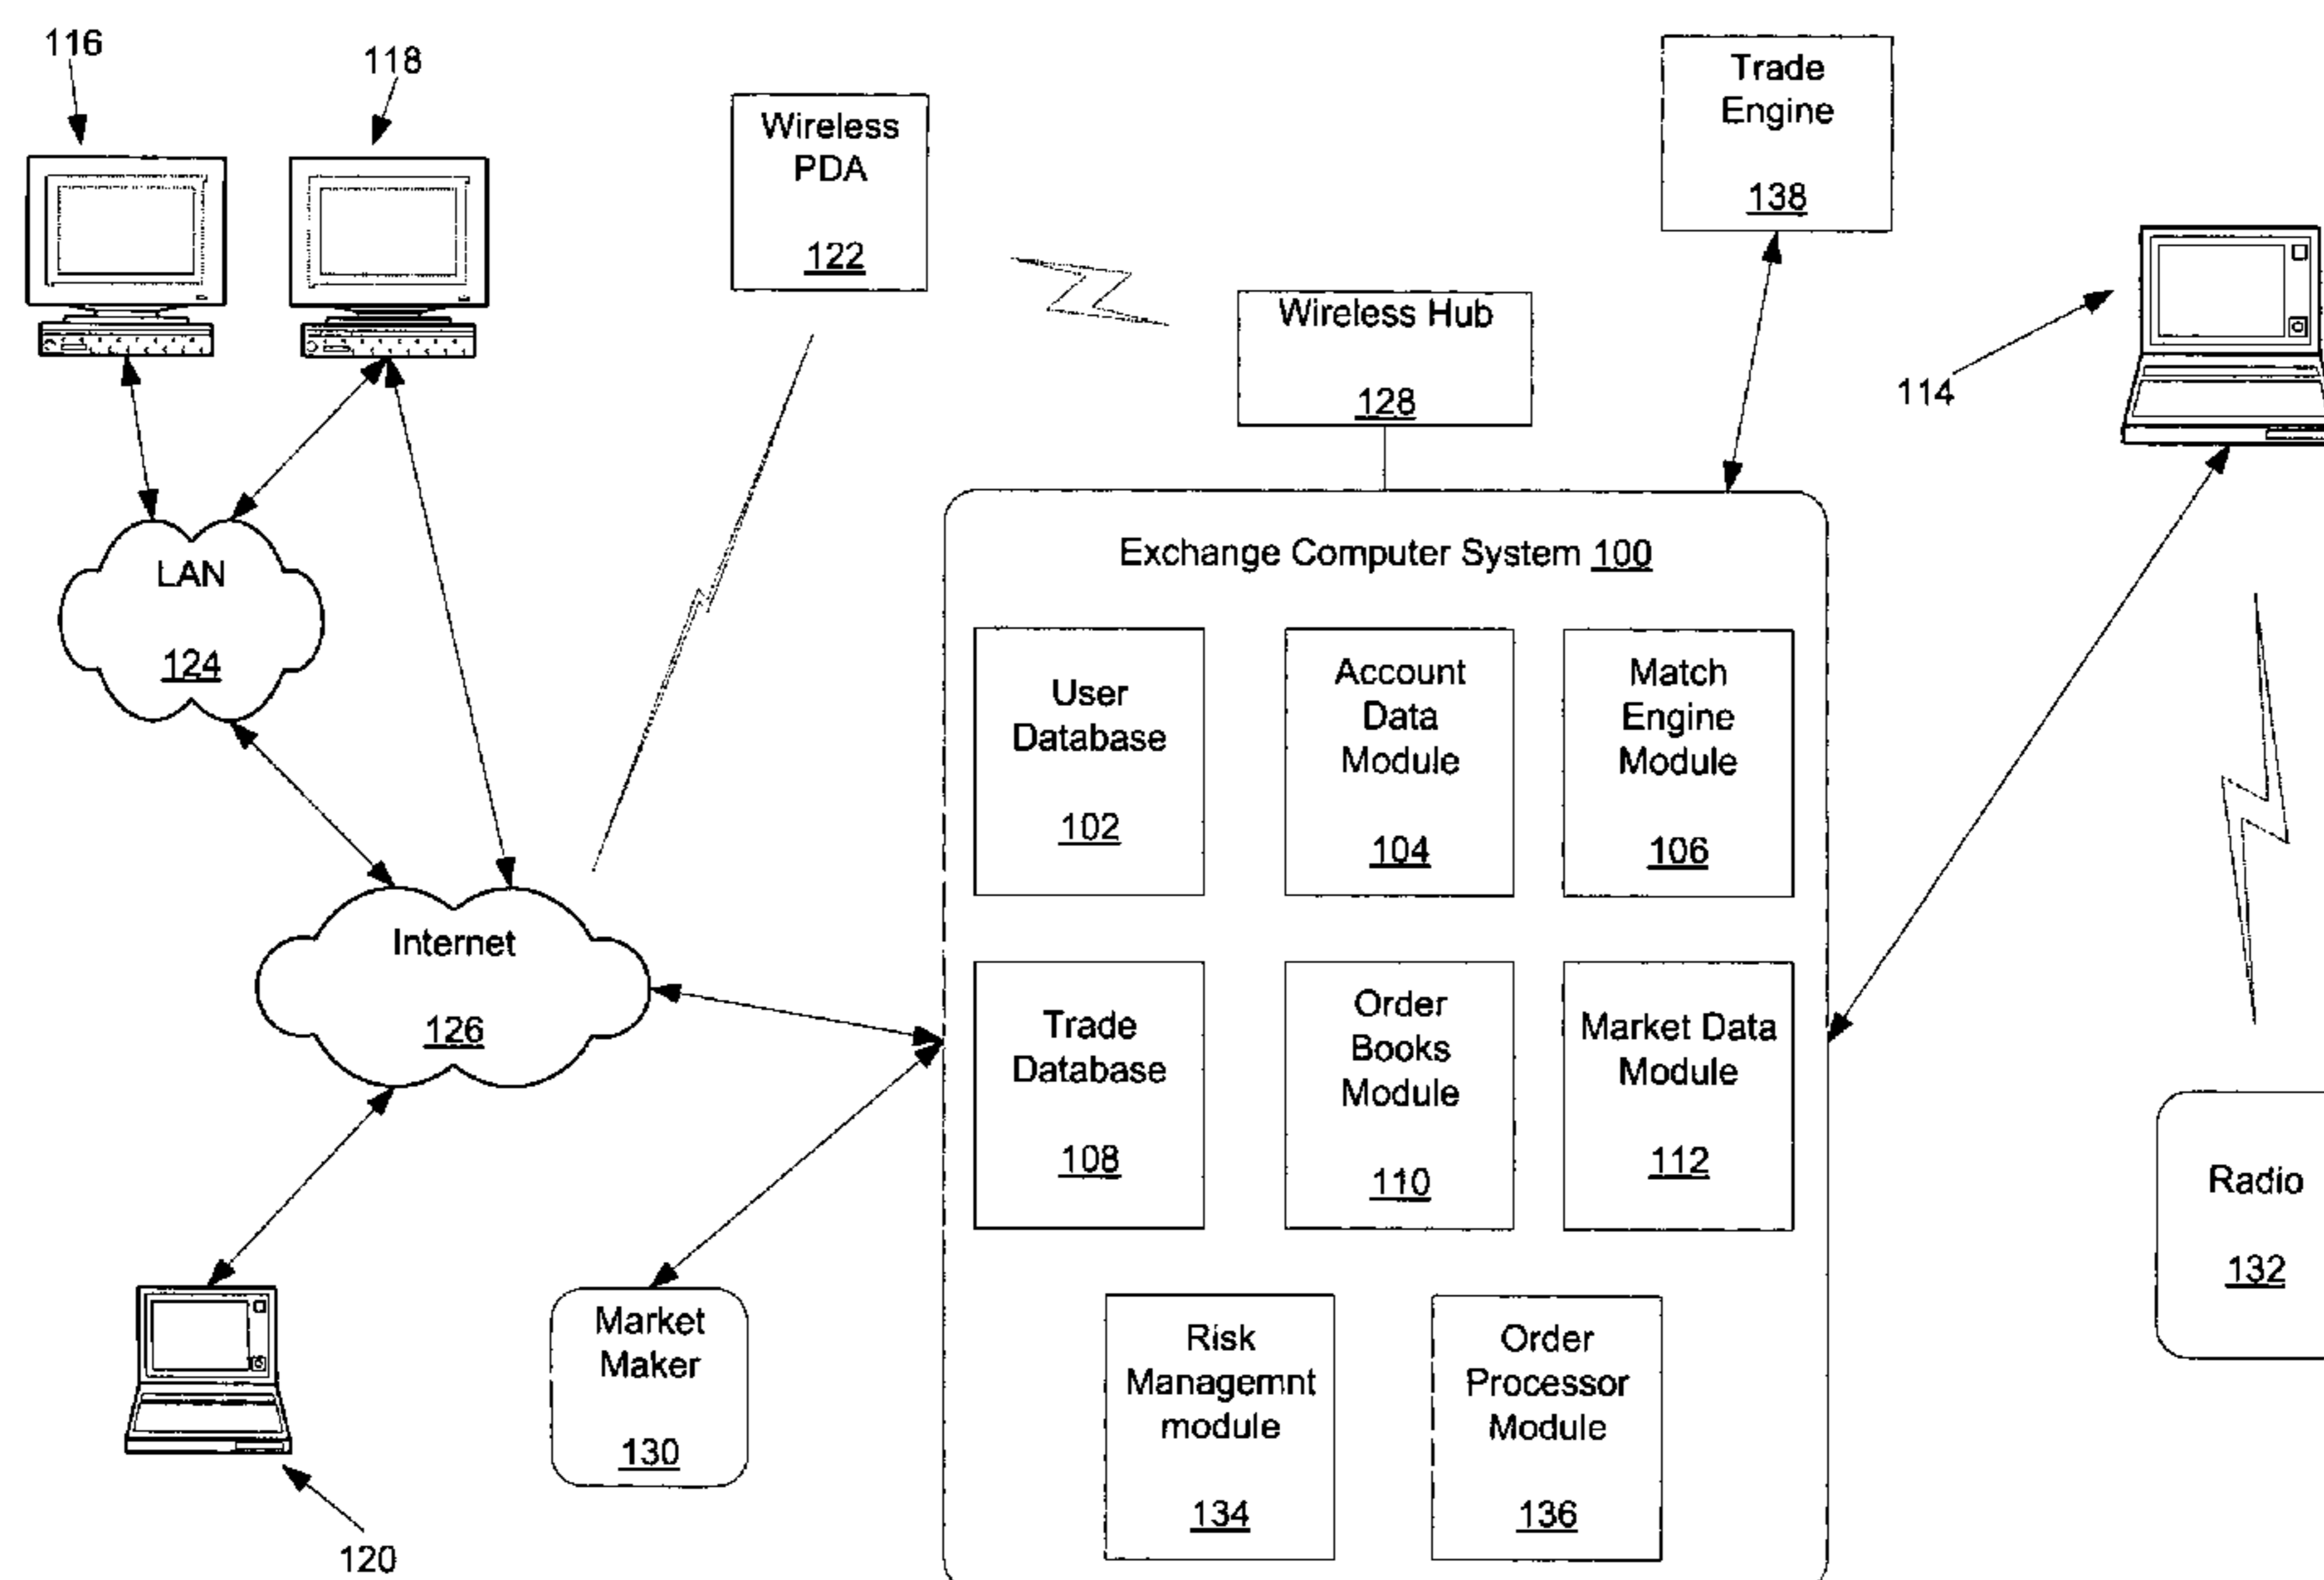 116
118
Wireless
PDA
122
Trade
Engine
138
Wireless Hub
128
114
LAN
124
Exchange Computer System 100
User
Database
102
Account
Data
Module
104
Match
Engine
Module
106
Internet
126
Trade
Database
108
Order
Books
Module
110
Market Data
Module
112
Radio
132
Market
Maker
130
Risk
Managemnt
module
134
Order
Processor
Module
136
120